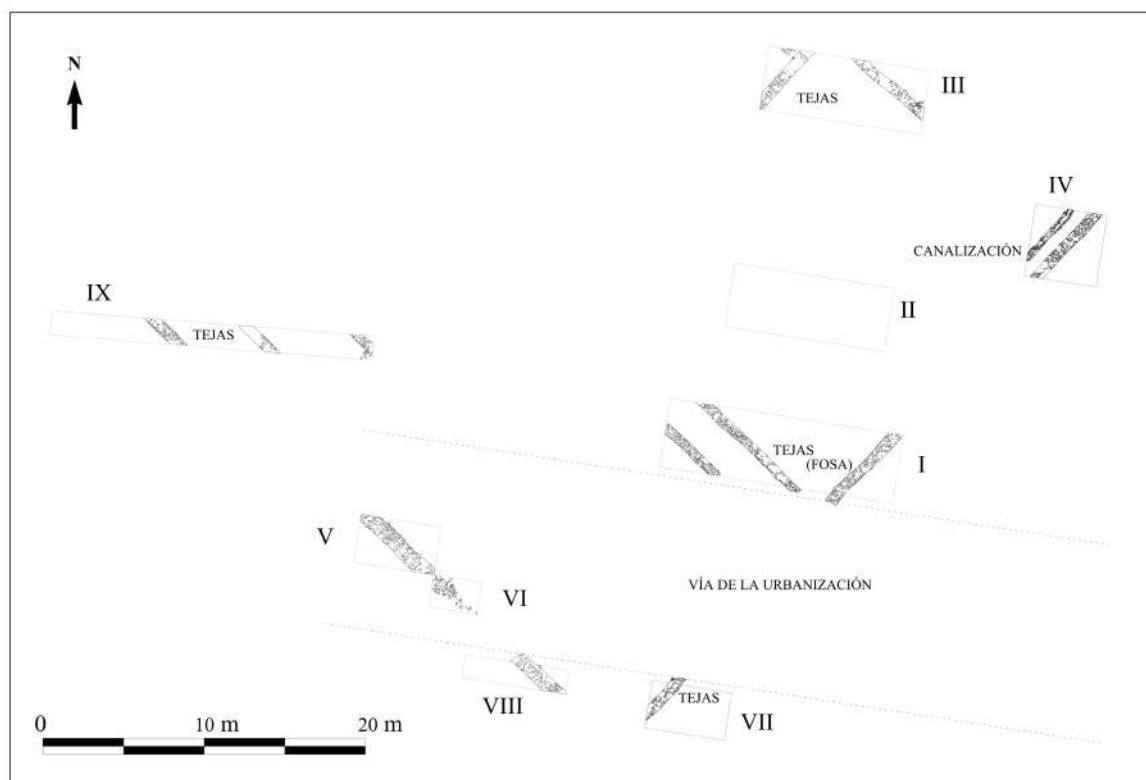 N
III
TEJAS
IV
CANALIZACIÓN
IX
TEJAS
II
TEJAS
(FOSA)
I
V
VÍA DE LA URBANIZACIÓN
VI
TEJAS
VIII
VII
0
10 m
20 m